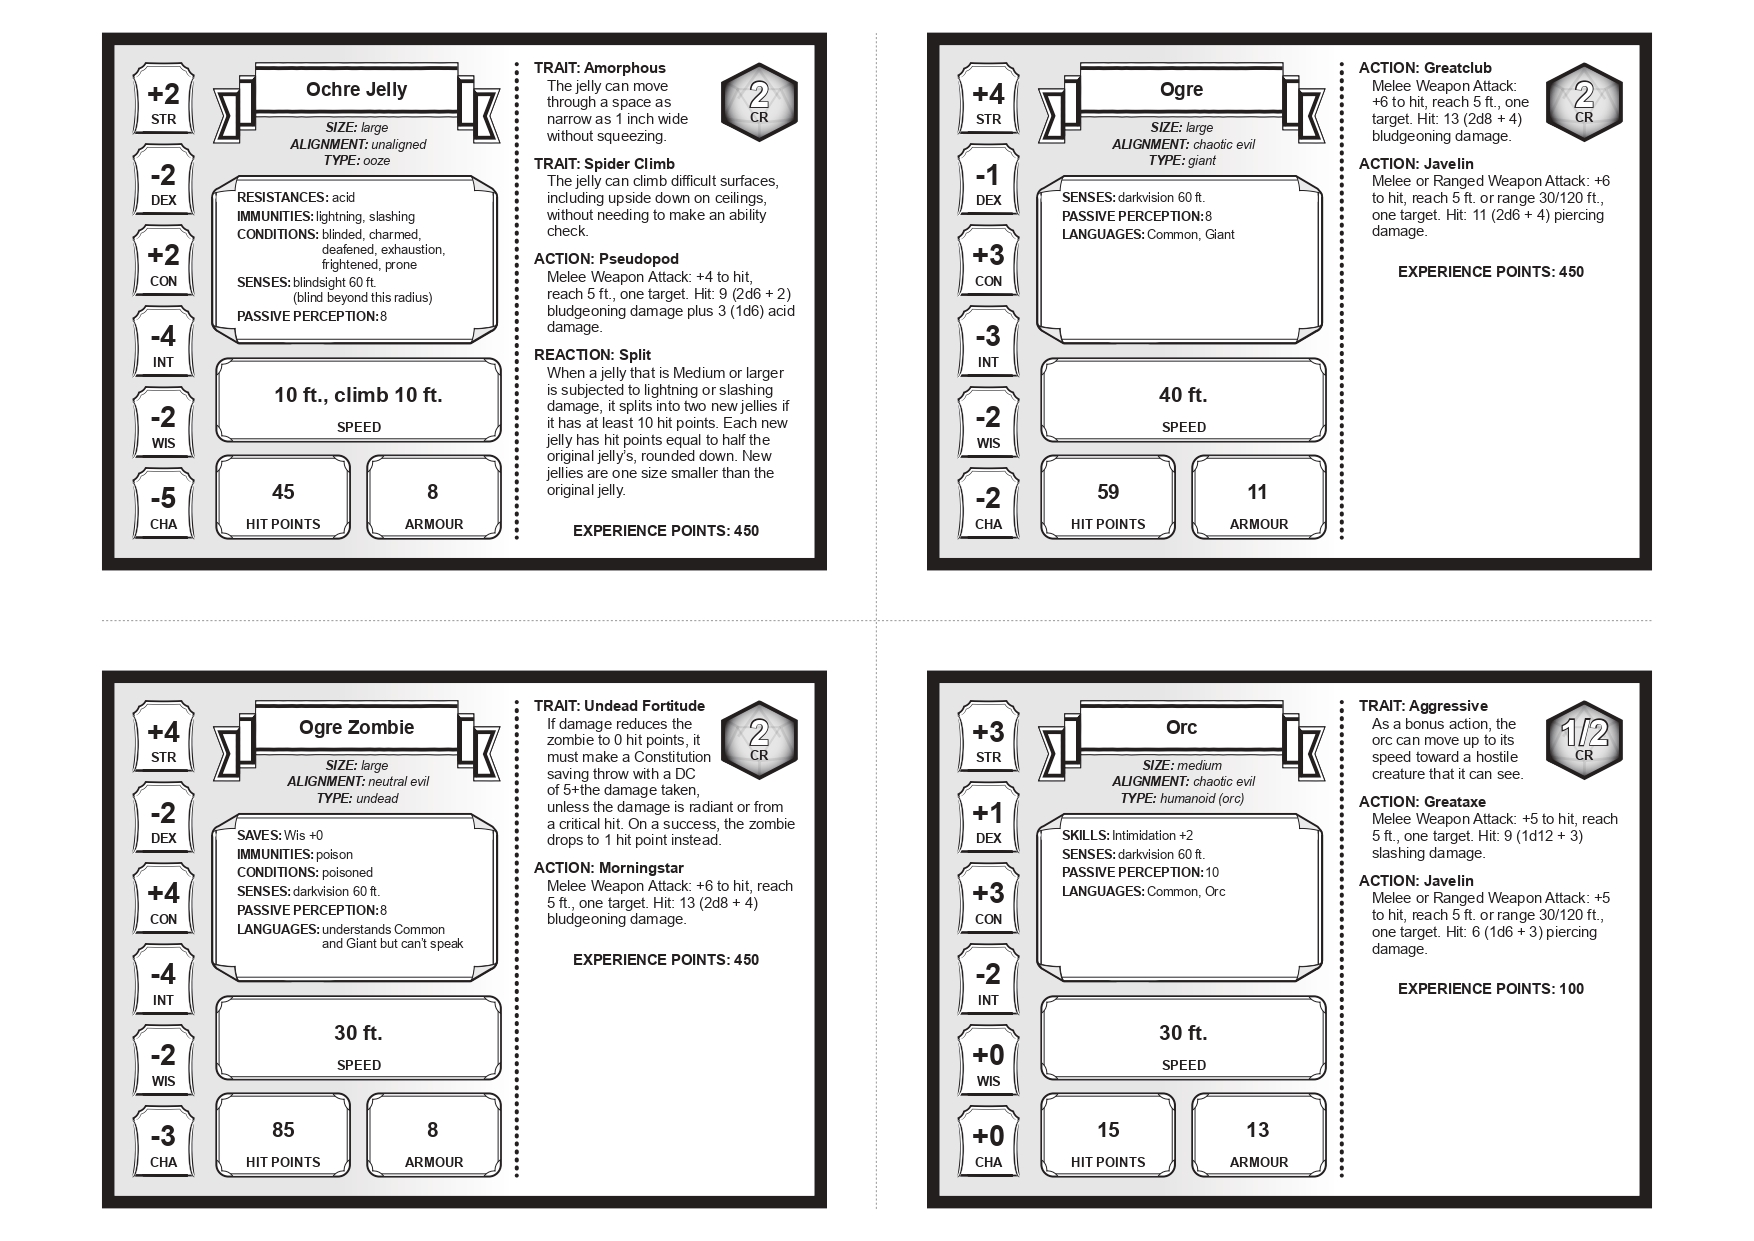 Ochre Jelly
SIZE: large
ALIGNMENT: unaligned
TYPE: ooze
+2
STR
-2
DEX
+2
CON
-4
INT
-2
WIS
-5
CHA
RESISTANCES: acid
IMMUNITIES: lightning, slashing
CONDITIONS: blinded, charmed,
deafened, exhaustion,
frightened, prone
SENSES: blindsight 60 ft.
(blind beyond this radius)
PASSIVE PERCEPTION: 8
10 ft., climb 10 ft.
SPEED
45
HIT POINTS
8
ARMOUR
TRAIT: Amorphous
The jelly can move
through a space as
narrow as 1 inch wide
without squeezing.
2
CR
TRAIT: Spider Climb
The jelly can climb difficult surfaces,
including upside down on ceilings,
without needing to make an ability
check.
ACTION: Pseudopod
Melee Weapon Attack: +4 to hit,
reach 5 ft., one target. Hit: 9 (2d6 + 2)
bludgeoning damage plus 3 (1d6) acid
damage.
REACTION: Split
When a jelly that is Medium or larger
is subjected to lightning or slashing
damage, it splits into two new jellies if
it has at least 10 hit points. Each new
jelly has hit points equal to half the
original jelly's, rounded down. New
jellies are one size smaller than the
original jelly.
EXPERIENCE POINTS: 450
Ogre
SIZE: large
ALIGNMENT: chaotic evil
TYPE: giant
+4
STR
-1
DEX
+3
CON
-3
INT
-2
WIS
-2
CHA
SENSES: darkvision 60 ft.
PASSIVE PERCEPTION: 8
LANGUAGES: Common, Giant
40 ft.
SPEED
59
HIT POINTS
11
ARMOUR
ACTION: Greatclub
Melee Weapon Attack:
+6 to hit, reach 5 ft., one
target. Hit: 13 (2d8 + 4)
bludgeoning damage.
2
CR
ACTION: Javelin
Melee or Ranged Weapon Attack: +6
to hit, reach 5 ft. or range 30/120 ft.,
one target. Hit: 11 (2d6 + 4) piercing
damage.
EXPERIENCE POINTS: 450
Ogre Zombie
SIZE: large
ALIGNMENT: neutral evil
TYPE: undead
+4
STR
-2
DEX
+4
CON
-4
INT
-2
WIS
-3
CHA
SAVES: Wis +0
IMMUNITIES: poison
CONDITIONS: poisoned
SENSES: darkvision 60 ft.
PASSIVE PERCEPTION: 8
LANGUAGES: understands Common
and Giant but can't speak
30 ft.
SPEED
85
HIT POINTS
8
ARMOUR
TRAIT: Undead Fortitude
If damage reduces the
zombie to 0 hit points, it
must make a Constitution
saving throw with a DC
of 5+the damage taken,
unless the damage is radiant or from
a critical hit. On a success, the zombie
drops to 1 hit point instead.
2
CR
ACTION: Morningstar
Melee Weapon Attack: +6 to hit, reach
5 ft., one target. Hit: 13 (2d8 + 4)
bludgeoning damage.
EXPERIENCE POINTS: 450
Orc
SIZE: medium
ALIGNMENT: chaotic evil
TYPE: humanoid (orc)
+3
STR
+1
DEX
+3
CON
-2
INT
+0
WIS
+0
CHA
SKILLS: Intimidation +2
SENSES: darkvision 60 ft.
PASSIVE PERCEPTION: 10
LANGUAGES: Common, Orc
30 ft.
SPEED
15
HIT POINTS
13
ARMOUR
TRAIT: Aggressive
As a bonus action, the
orc can move up to its
speed toward a hostile
creature that it can see.
1/2
CR
ACTION: Greataxe
Melee Weapon Attack: +5 to hit, reach
5 ft., one target. Hit: 9 (1d12 + 3)
slashing damage.
ACTION: Javelin
Melee or Ranged Weapon Attack: +5
to hit, reach 5 ft. or range 30/120 ft.,
one target. Hit: 6 (1d6 + 3) piercing
damage.
EXPERIENCE POINTS: 100